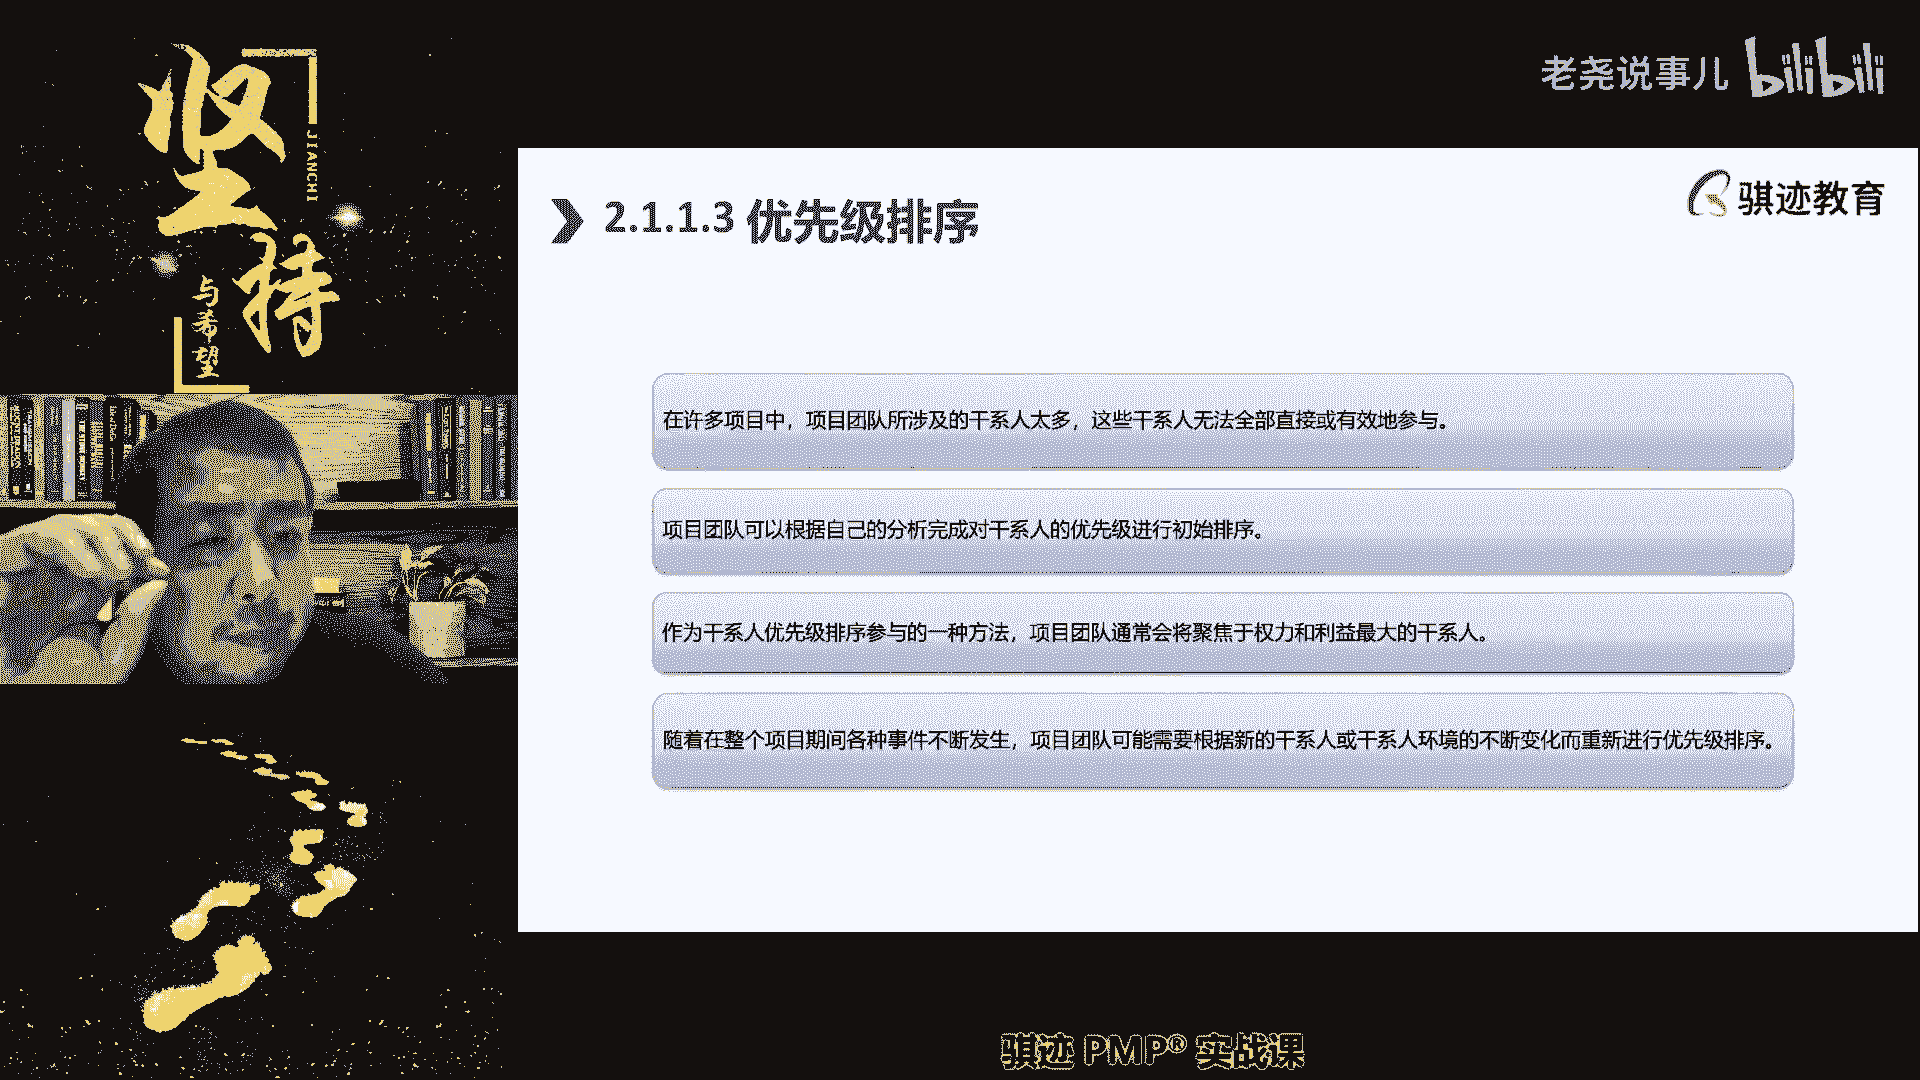 坚持
JIANCHI
与希望
老尧说事儿 bilibili
骐迹教育
2.1.1.3 优先级排序
在许多项目中，项目团队所涉及的干系人太多，这些干系人无法全部直接或有效地参与。
项目团队可以根据自己的分析完成对干系人的优先级进行初始排序。
作为干系人优先级排序参与的一种方法，项目团队通常会将聚焦于权力和利益最大的干系人。
随着在整个项目期间各种事件不断发生，项目团队可能需要根据新的干系人或干系人环境的不断变化而重新进行优先级排序。
骐迹 PMP® 实战课